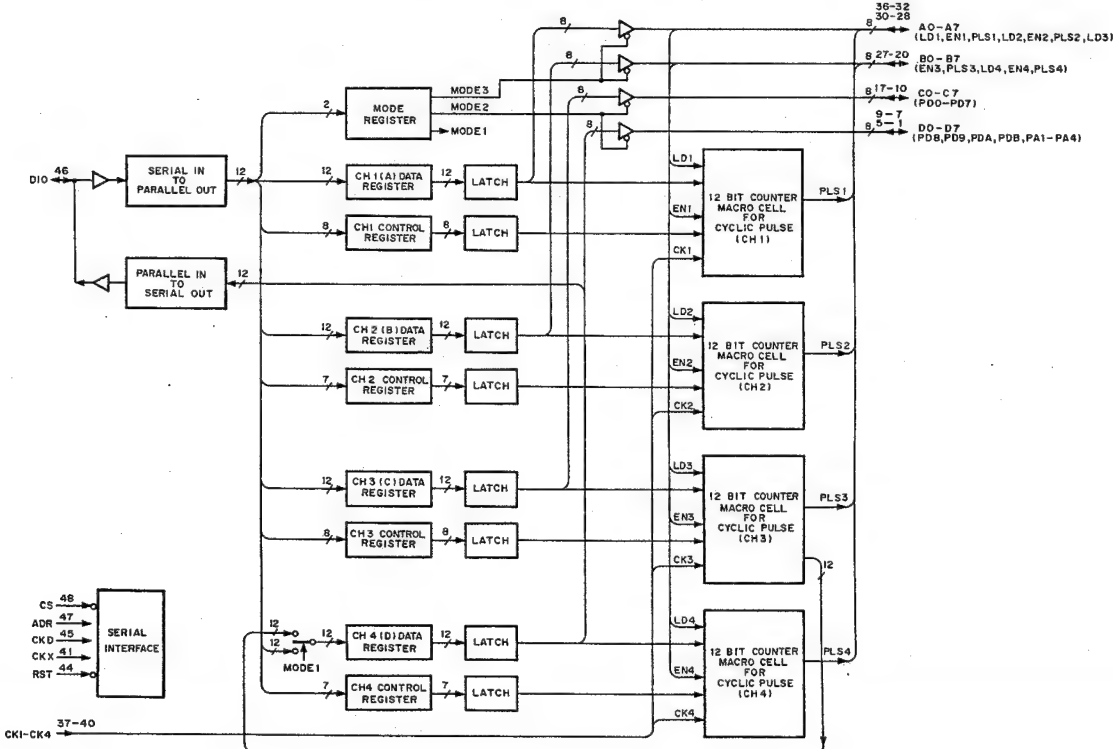 36-32
30-28
8 8 A0-A7
(LD1,EN1,PLS1,LD2,EN2,PLS2,LD3)
8 8 27-20 B0-B7
(EN3,PLS3,LD4,EN4,PLS4)
MODE3
2 MODE REGISTER MODE2 8 8 17-10 C0-C7
(PD0-PD7)
MODE1 8 8 9-7
5-1 D0-D7
(PD8,PD9,PDA,PDB,PA1-PA4)
DIO 46 SERIAL IN TO PARALLEL OUT 12
12 CH 1(A) DATA REGISTER 12 LATCH
8 CH1 CONTROL REGISTER 8 LATCH
LD1
EN1
CK1
12 BIT COUNTER MACRO CELL FOR CYCLIC PULSE (CH1)
PLS1
PARALLEL IN TO SERIAL OUT 12
12 CH 2 (B) DATA REGISTER 12 LATCH
7 CH 2 CONTROL REGISTER 7 LATCH
LD2
EN2
CK2
12 BIT COUNTER MACRO CELL FOR CYCLIC PULSE (CH2)
PLS2
12 CH 3 (C) DATA REGISTER 12 LATCH
8 CH 3 CONTROL REGISTER 8 LATCH
LD3
EN3
CK3
12 BIT COUNTER MACRO CELL FOR CYCLIC PULSE (CH3)
PLS3
12
CS 48
ADR 47
CKD 45
CKX 41
RST 44
SERIAL INTERFACE
12
12
MODE1
12 CH 4 (D) DATA REGISTER 12 LATCH
7 CH4 CONTROL REGISTER 7 LATCH
LD4
EN4
CK4
12 BIT COUNTER MACRO CELL FOR CYCLIC PULSE (CH4)
PLS4
CK1-CK4 37-40